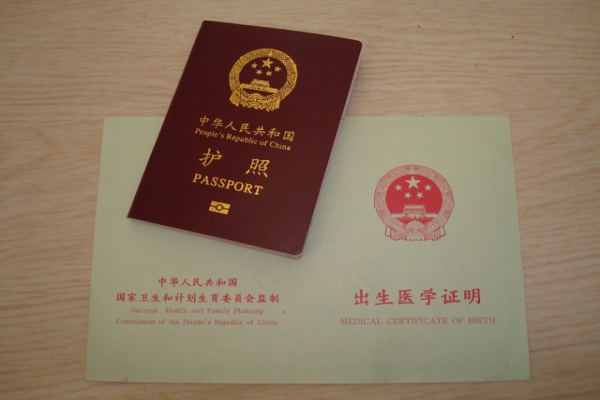 中华人民共和国
People's Republic of China
护 照
PASSPORT
中华人民共和国
国家卫生和计划生育委员会监制
National Health and Family Planning
Commission of the People's Republic of China
出生医学证明
MEDICAL CERTIFICATE OF BIRTH